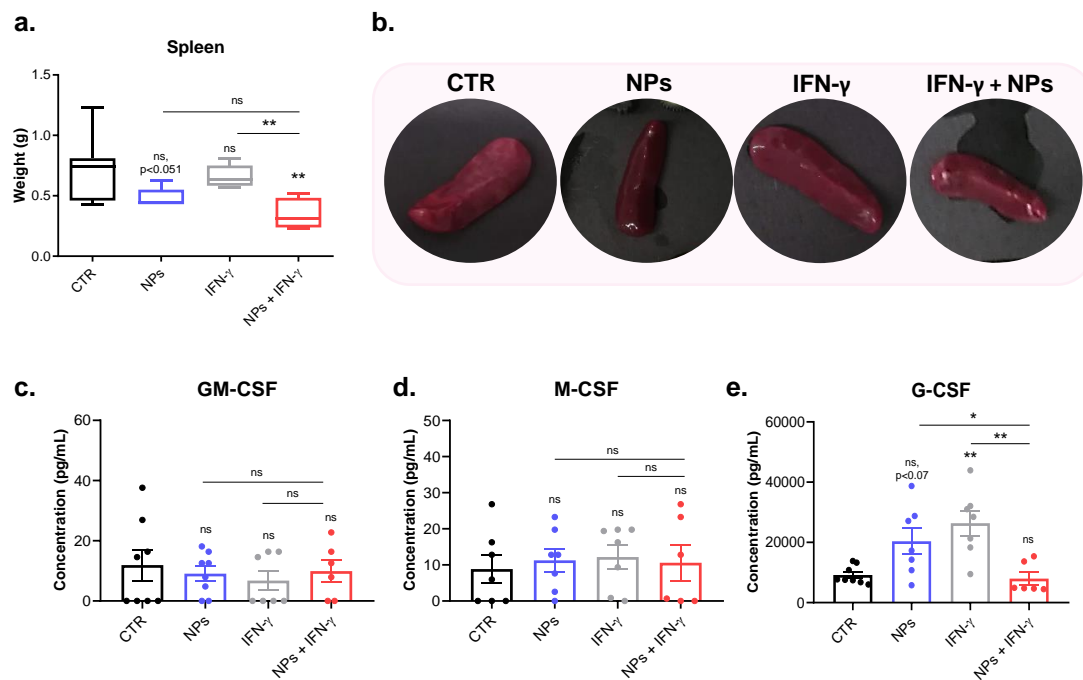 a.
Spleen
Weight (g)
1.5
1.0
0.5
0.0
ns
**
ns,
p<0.051
ns
**
CTR
NPs
IFN-γ
NPs + IFN-γ
b.
CTR
NPs
IFN-γ
IFN-γ + NPs
c.
GM-CSF
Concentration (pg/mL)
60
40
20
0
ns
ns
ns
ns
ns
CTR
NPs
IFN-γ
NPs + IFN-γ
d.
M-CSF
Concentration (pg/mL)
50
40
30
20
10
0
ns
ns
ns
ns
ns
CTR
NPs
IFN-γ
NPs + IFN-γ
e.
G-CSF
Concentration (pg/mL)
60000
40000
20000
0
*
**
ns,
p<0.07
**
ns
CTR
NPs
IFN-γ
NPs + IFN-γ